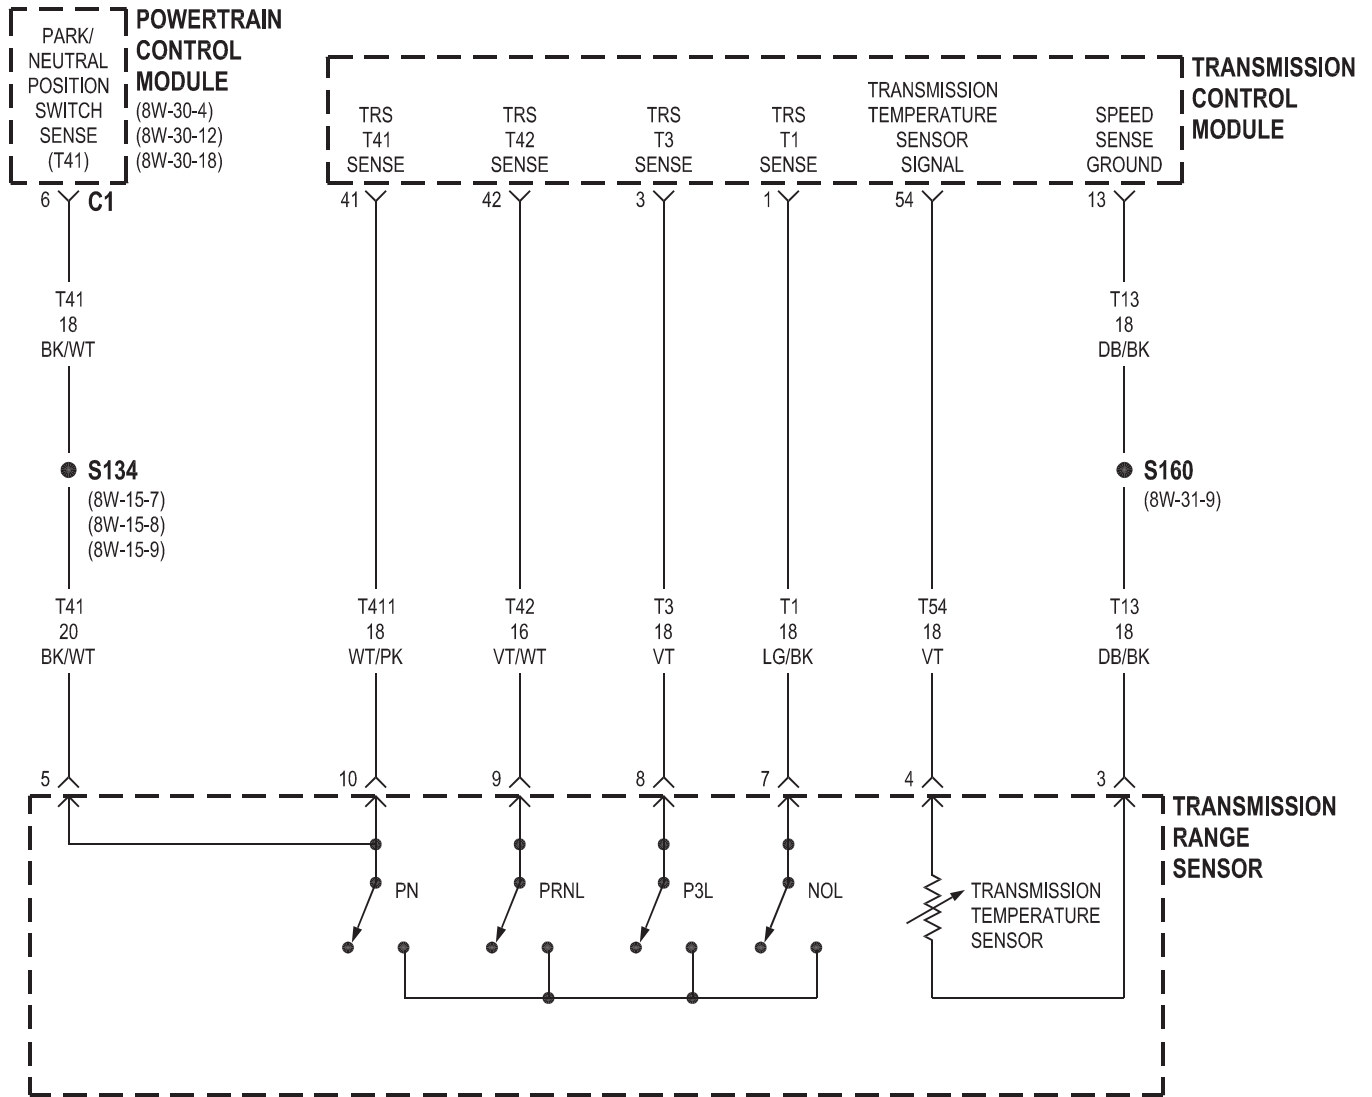 PARK/
NEUTRAL
POSITION
SWITCH
SENSE
(T41)
POWERTRAIN
CONTROL
MODULE
(8W-30-4)
(8W-30-12)
(8W-30-18)
TRS
T41
SENSE
TRS
T42
SENSE
TRS
T3
SENSE
TRS
T1
SENSE
TRANSMISSION
TEMPERATURE
SENSOR
SIGNAL
SPEED
SENSE
GROUND
TRANSMISSION
CONTROL
MODULE
6 C1 41 42 3 1 54 13
T41
18
BK/WT
T13
18
DB/BK
S134
(8W-15-7)
(8W-15-8)
(8W-15-9)
S160
(8W-31-9)
T41
20
BK/WT
T411
18
WT/PK
T42
16
VT/WT
T3
18
VT
T1
18
LG/BK
T54
18
VT
T13
18
DB/BK
5 10 9 8 7 4 3
TRANSMISSION
RANGE
SENSOR
PN PRNL P3L NOL
TRANSMISSION
TEMPERATURE
SENSOR